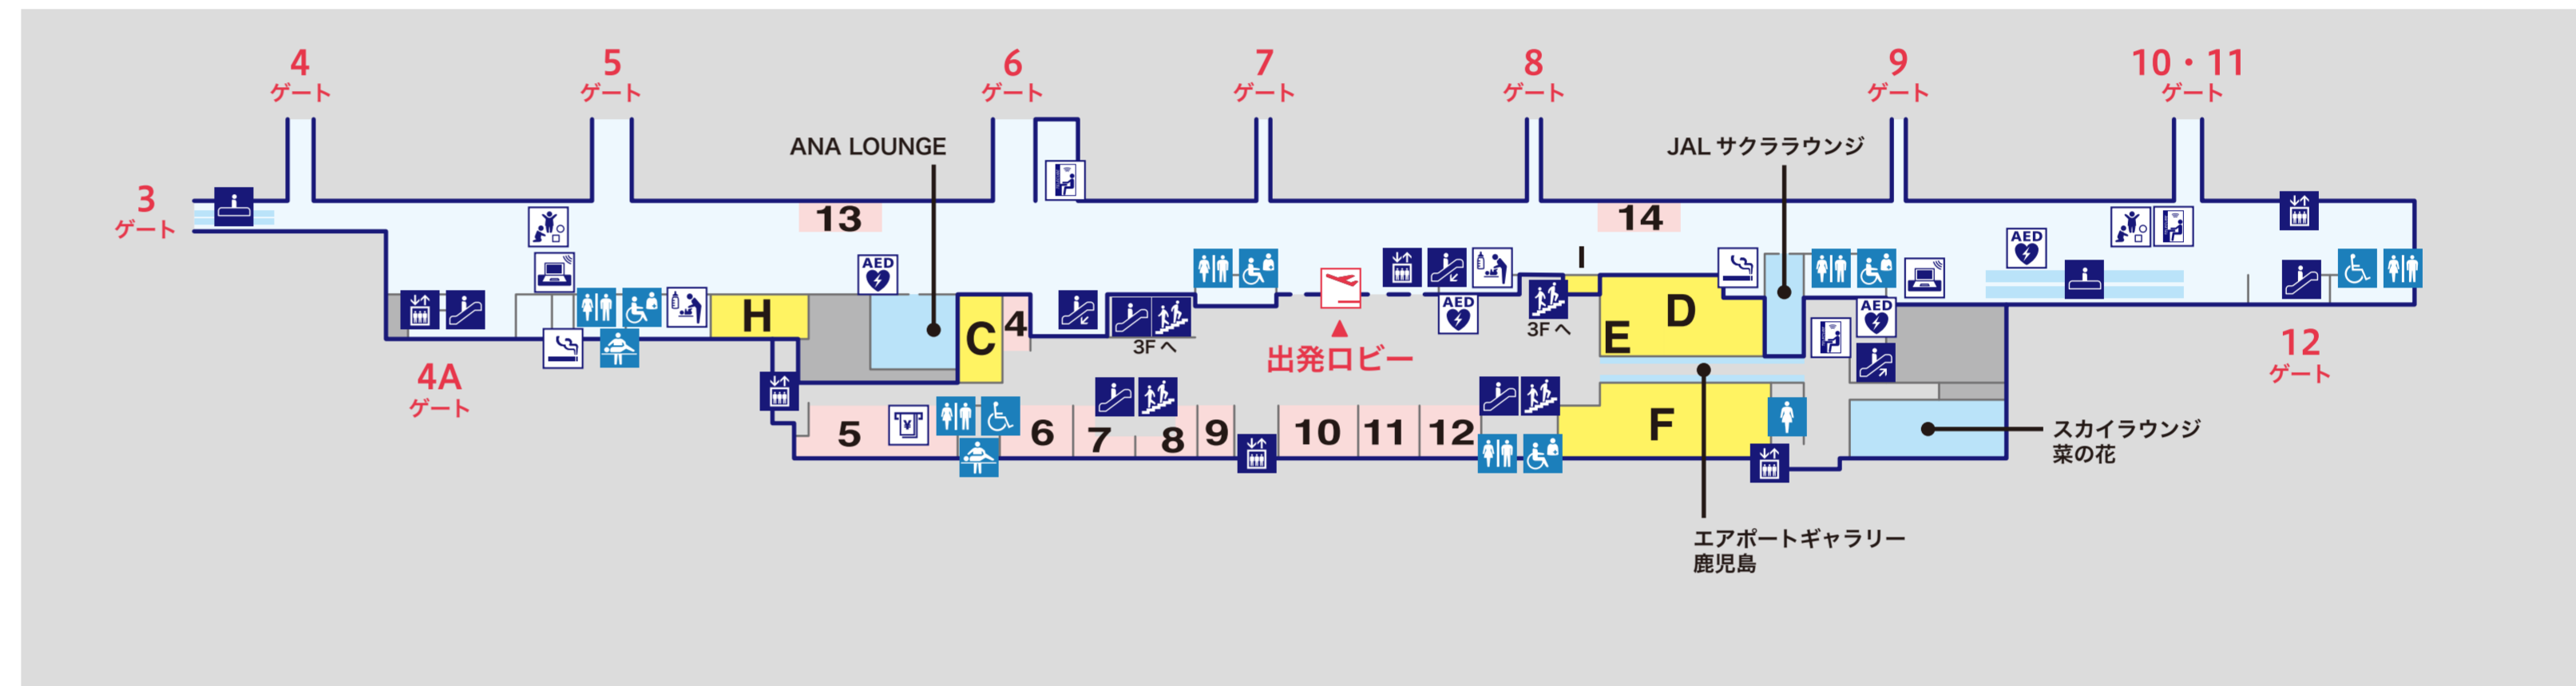 4
ゲート
5
ゲート
6
ゲート
7
ゲート
8
ゲート
9
ゲート
10・11
ゲート
ANA LOUNGE
JAL サクララウンジ
3
ゲート
13
14
AED
AED
I
H
C
4
3Fへ
出発ロビー
AED
3Fへ
E
D
AED
12
ゲート
4A
ゲート
5
¥
6
7
8
9
10
11
12
F
スカイラウンジ
菜の花
エアポートギャラリー
鹿児島